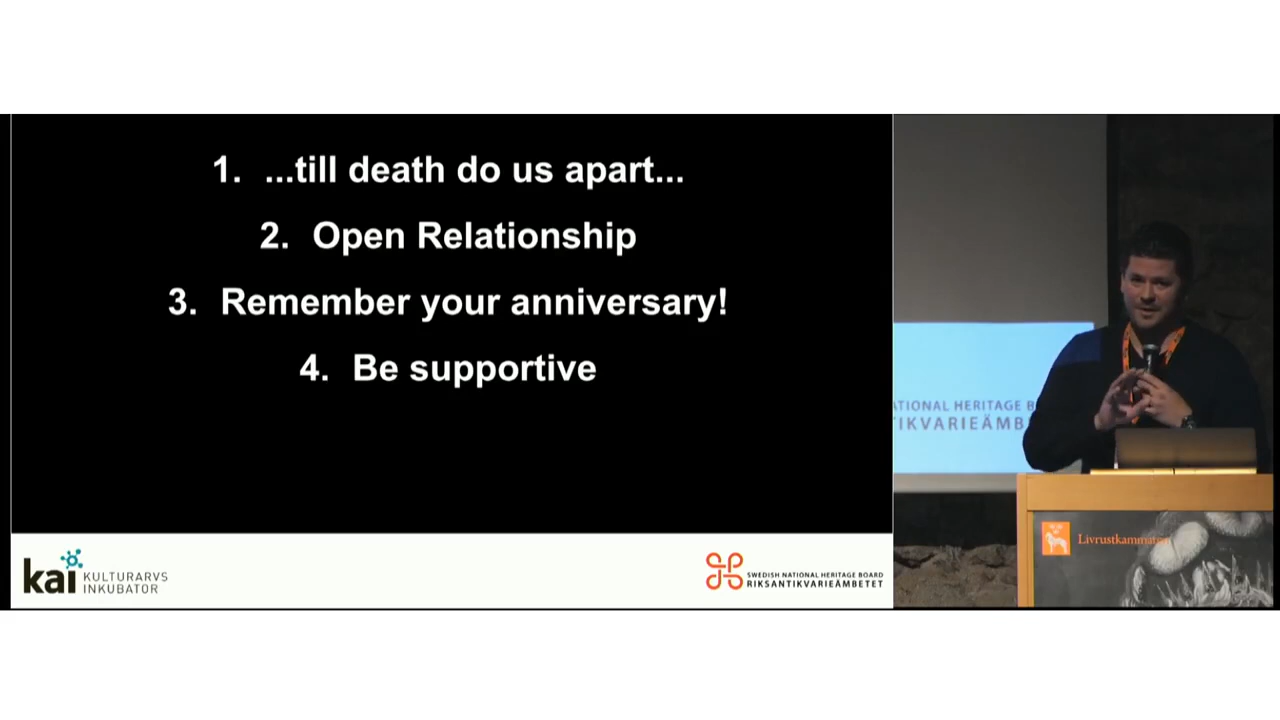 1. ...till death do us apart...
2. Open Relationship
3. Remember your anniversary!
4. Be supportive
kai KULTURARVS
INKUBATOR
SWEDISH NATIONAL HERITAGE BOARD
RIKSANTIKVARIEÄMBETET
ATIONAL HERITAGE B
TIKVARIEÄMB
Livrustkammaren